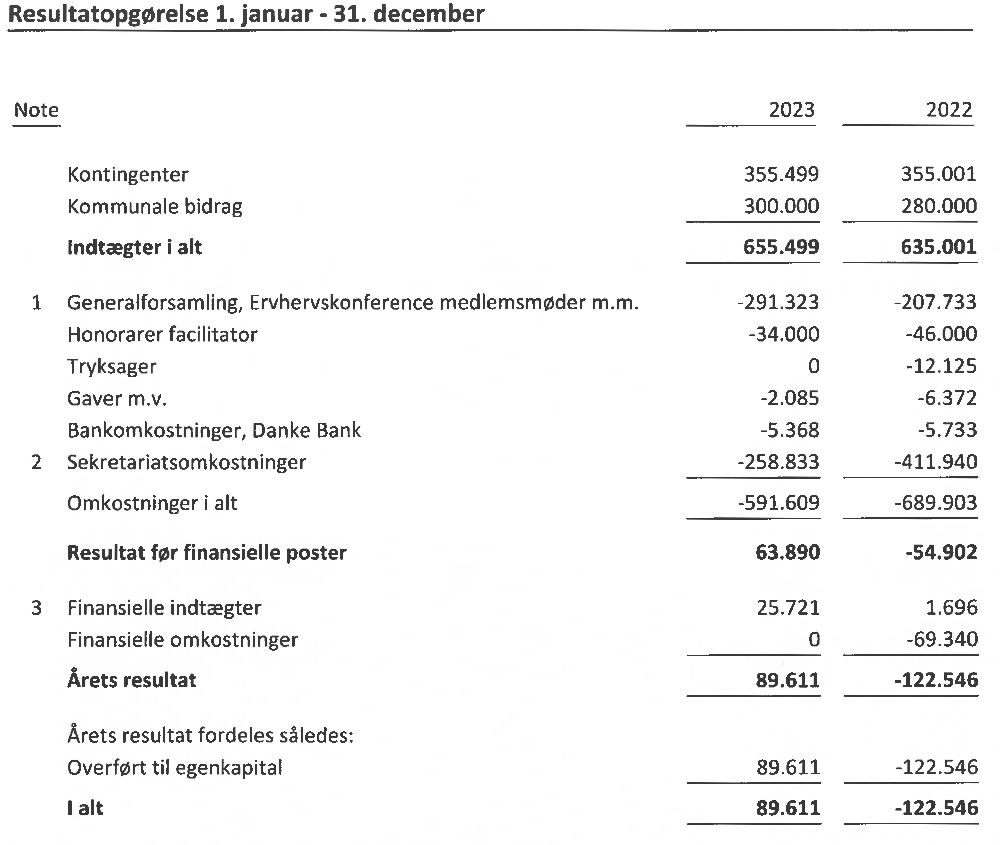 Resultatopgørelse 1. januar - 31. december
Note 2023 2022
Kontingenter 355.499 355.001
Kommunale bidrag 300.000 280.000
Indtægter i alt 655.499 635.001
1 Generalforsamling, Ervhervskonference medlemsmøder m.m. -291.323 -207.733
Honorarer facilitator -34.000 -46.000
Tryksager 0 -12.125
Gaver m.v. -2.085 -6.372
Bankomkostninger, Danke Bank -5.368 -5.733
2 Sekretariatsomkostninger -258.833 -411.940
Omkostninger i alt -591.609 -689.903
Resultat før finansielle poster 63.890 -54.902
3 Finansielle indtægter 25.721 1.696
Finansielle omkostninger 0 -69.340
Årets resultat 89.611 -122.546
Årets resultat fordeles således:
Overført til egenkapital 89.611 -122.546
I alt 89.611 -122.546